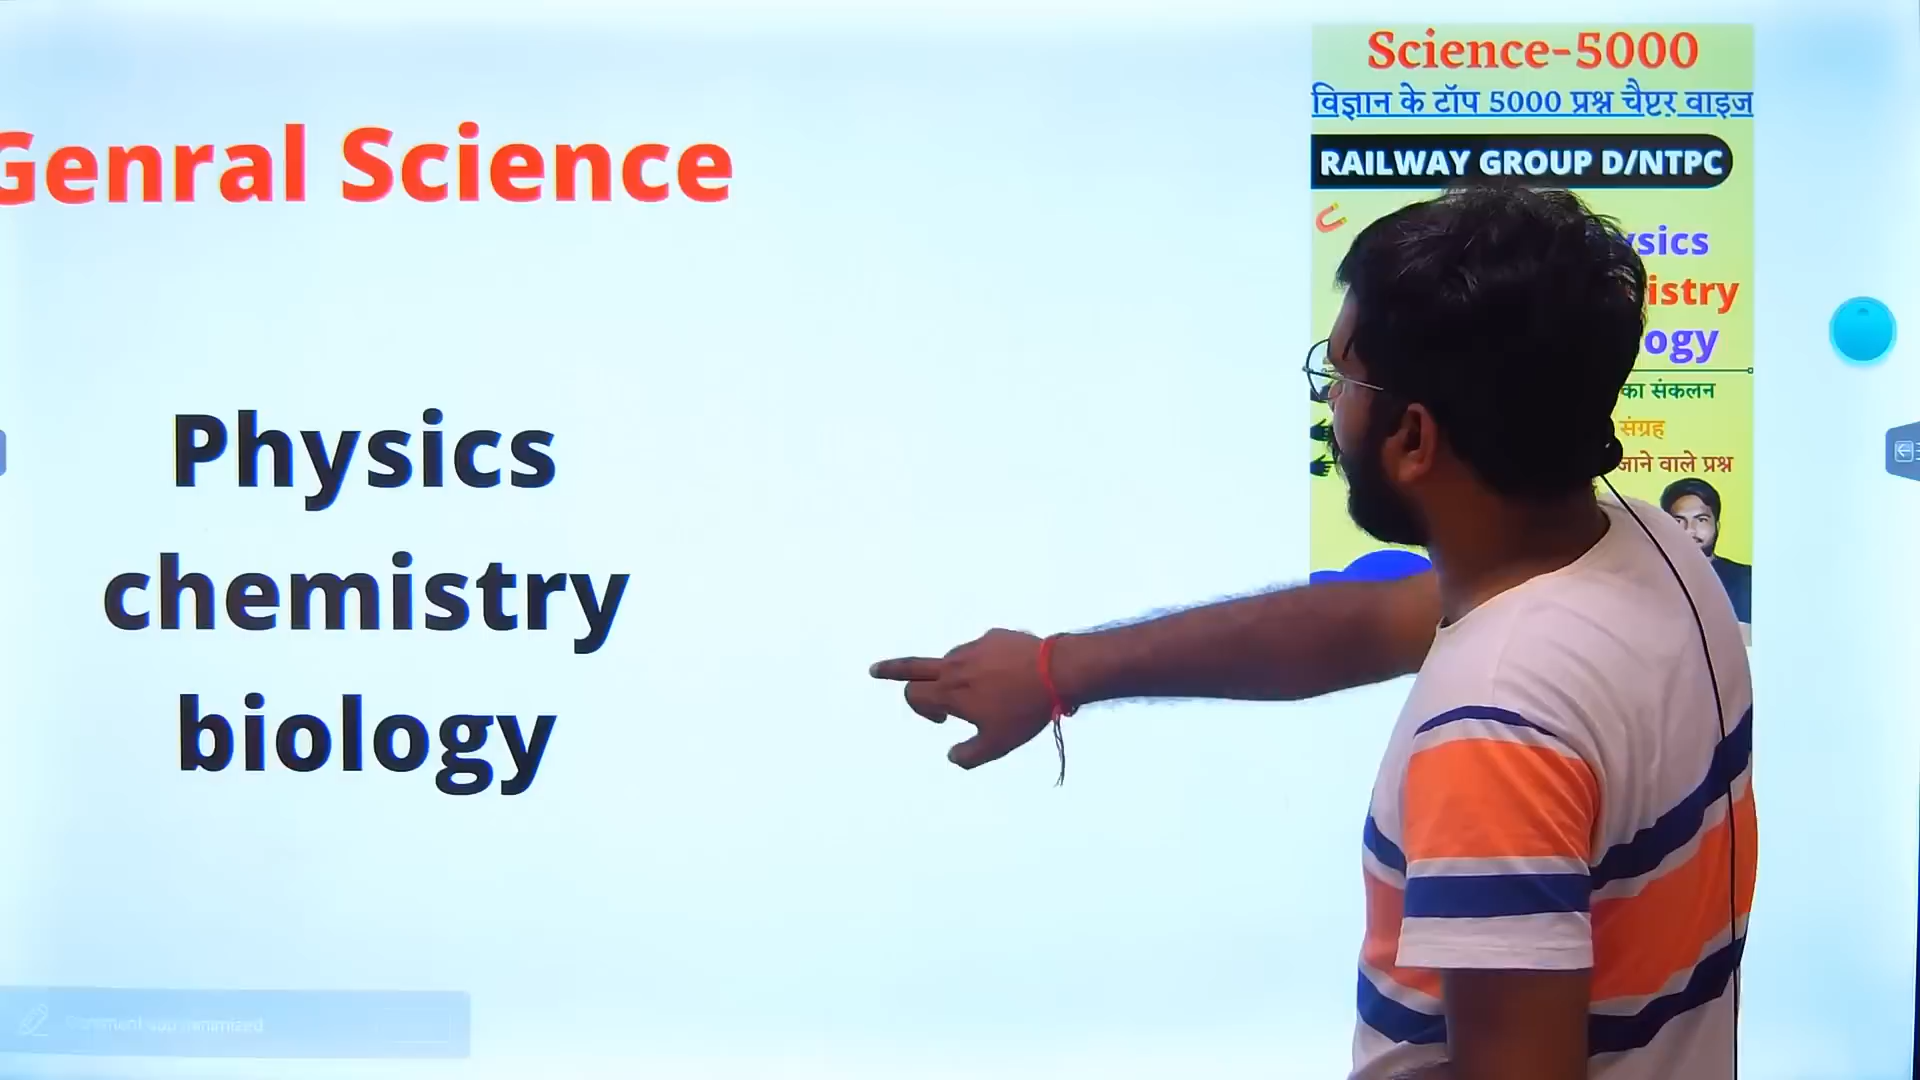 Genral Science
Physics
chemistry
biology
Science-5000
विज्ञान के टॉप 5000 प्रश्न चैप्टर वाइज
RAILWAY GROUP D/NTPC
ysics
istry
ogy
का संकलन
संग्रह
जाने वाले प्रश्न